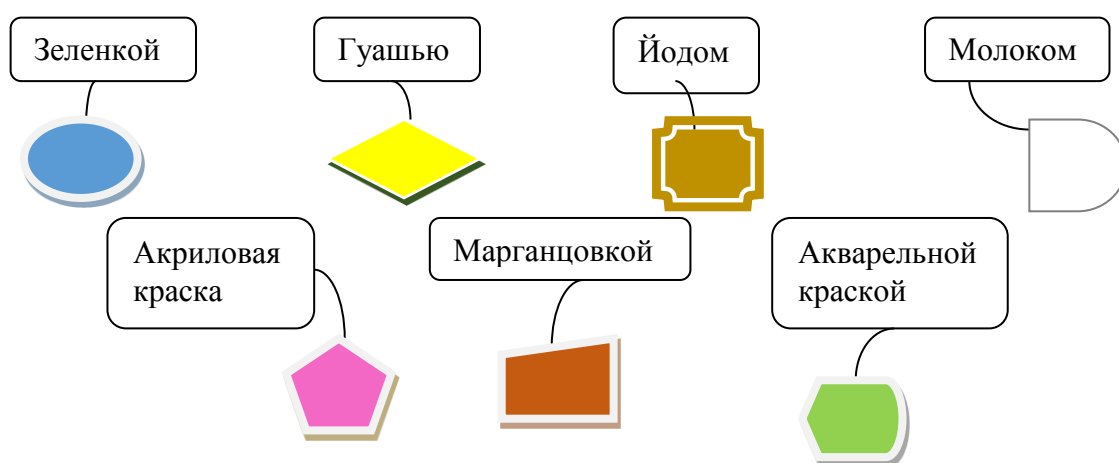 Зеленкой
Гуашью
Йодом
Молоком
Акриловая
краска
Марганцовкой
Акварельной
краской